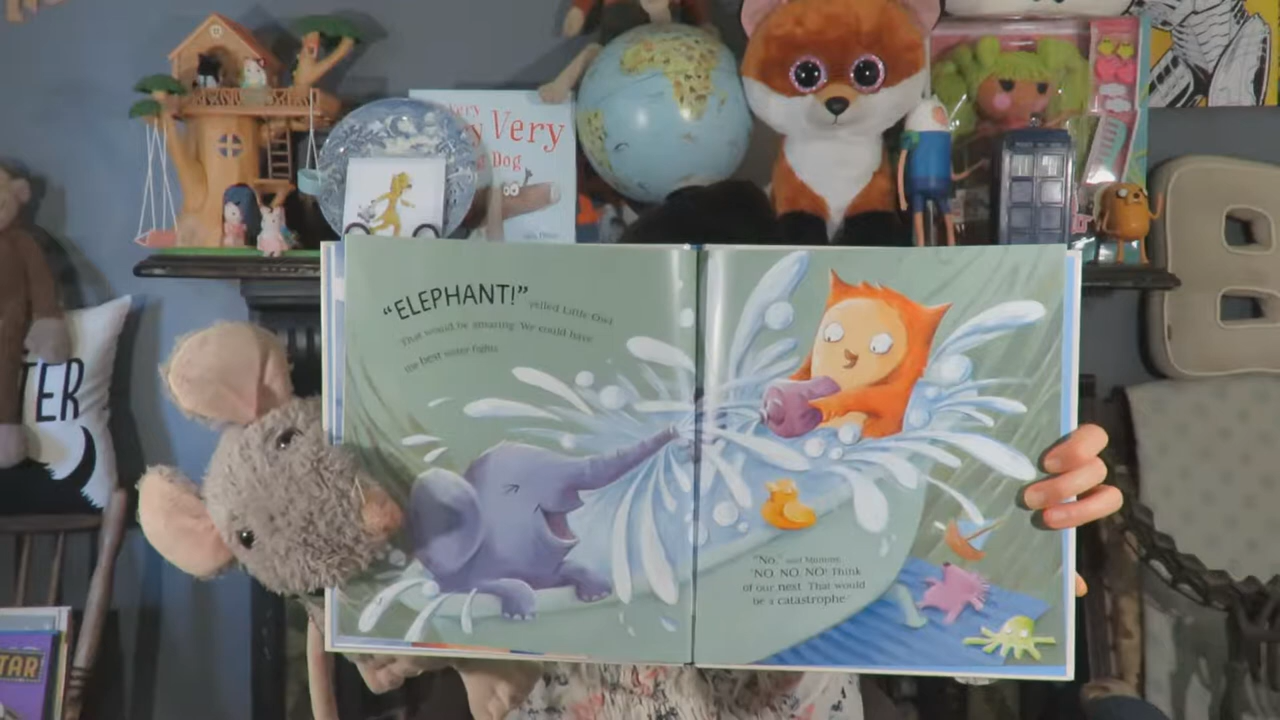 Very
Very
Dog
"ELEPHANT!" yelled Little Owl
That would be amazing. We could have
the best water fights
"No," said Mummy.
"NO. NO. NO! Think
of our nest. That would
be a catastrophe."
TER
TAR
B